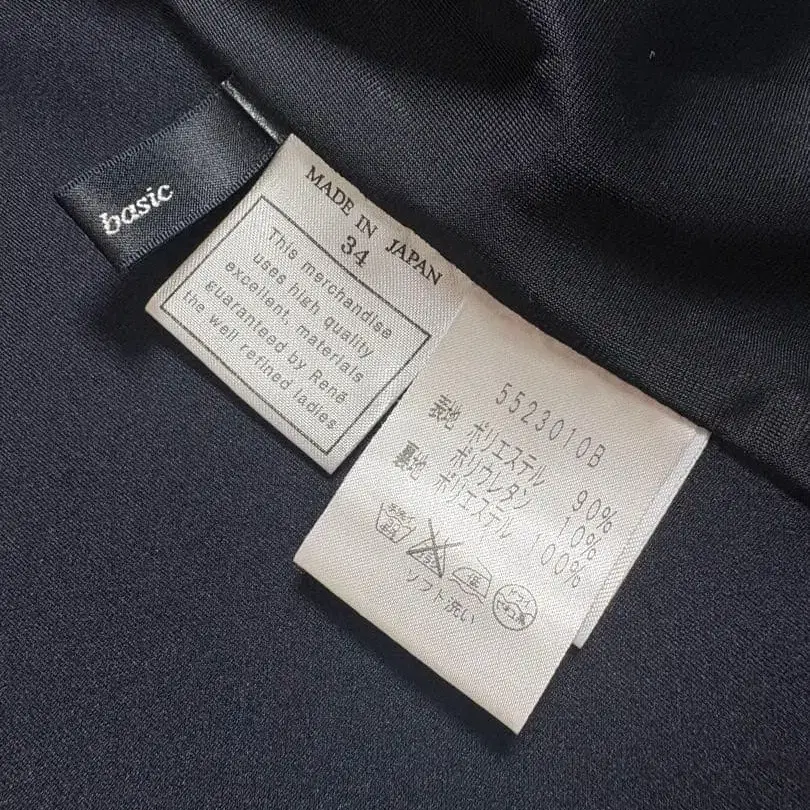 basic
MADE IN JAPAN
34
This merchandise
uses high quality
excellent, materials
guaranteed by René
the well refined ladies
5523010B
表地 ポリエステル 90%
ポリウレタン 10%
裏地 ポリエステル 100%
ソフト洗い